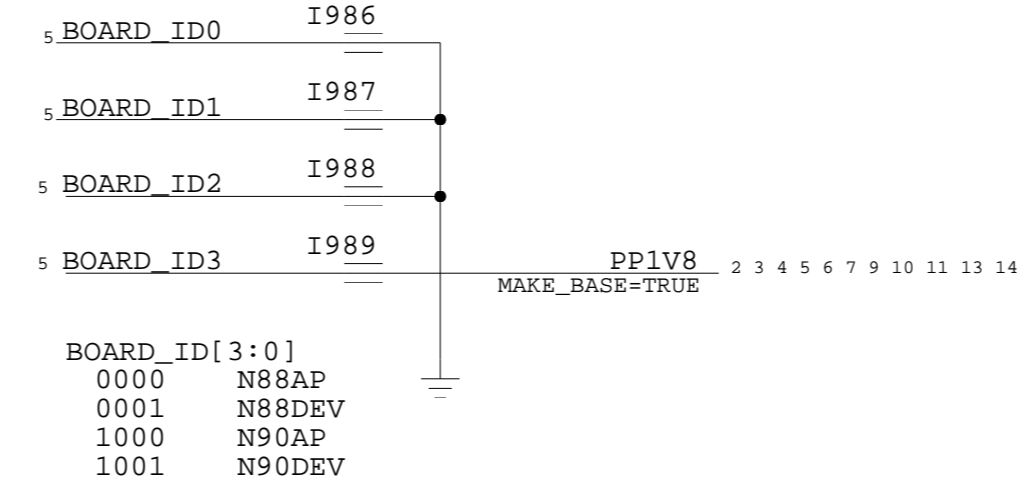 I986
5 BOARD_ID0
I987
5 BOARD_ID1
I988
5 BOARD_ID2
I989
5 BOARD_ID3
PP1V8 2 3 4 5 6 7 9 10 11 13 14
MAKE_BASE=TRUE
BOARD_ID[3:0]
0000 N88AP
0001 N88DEV
1000 N90AP
1001 N90DEV